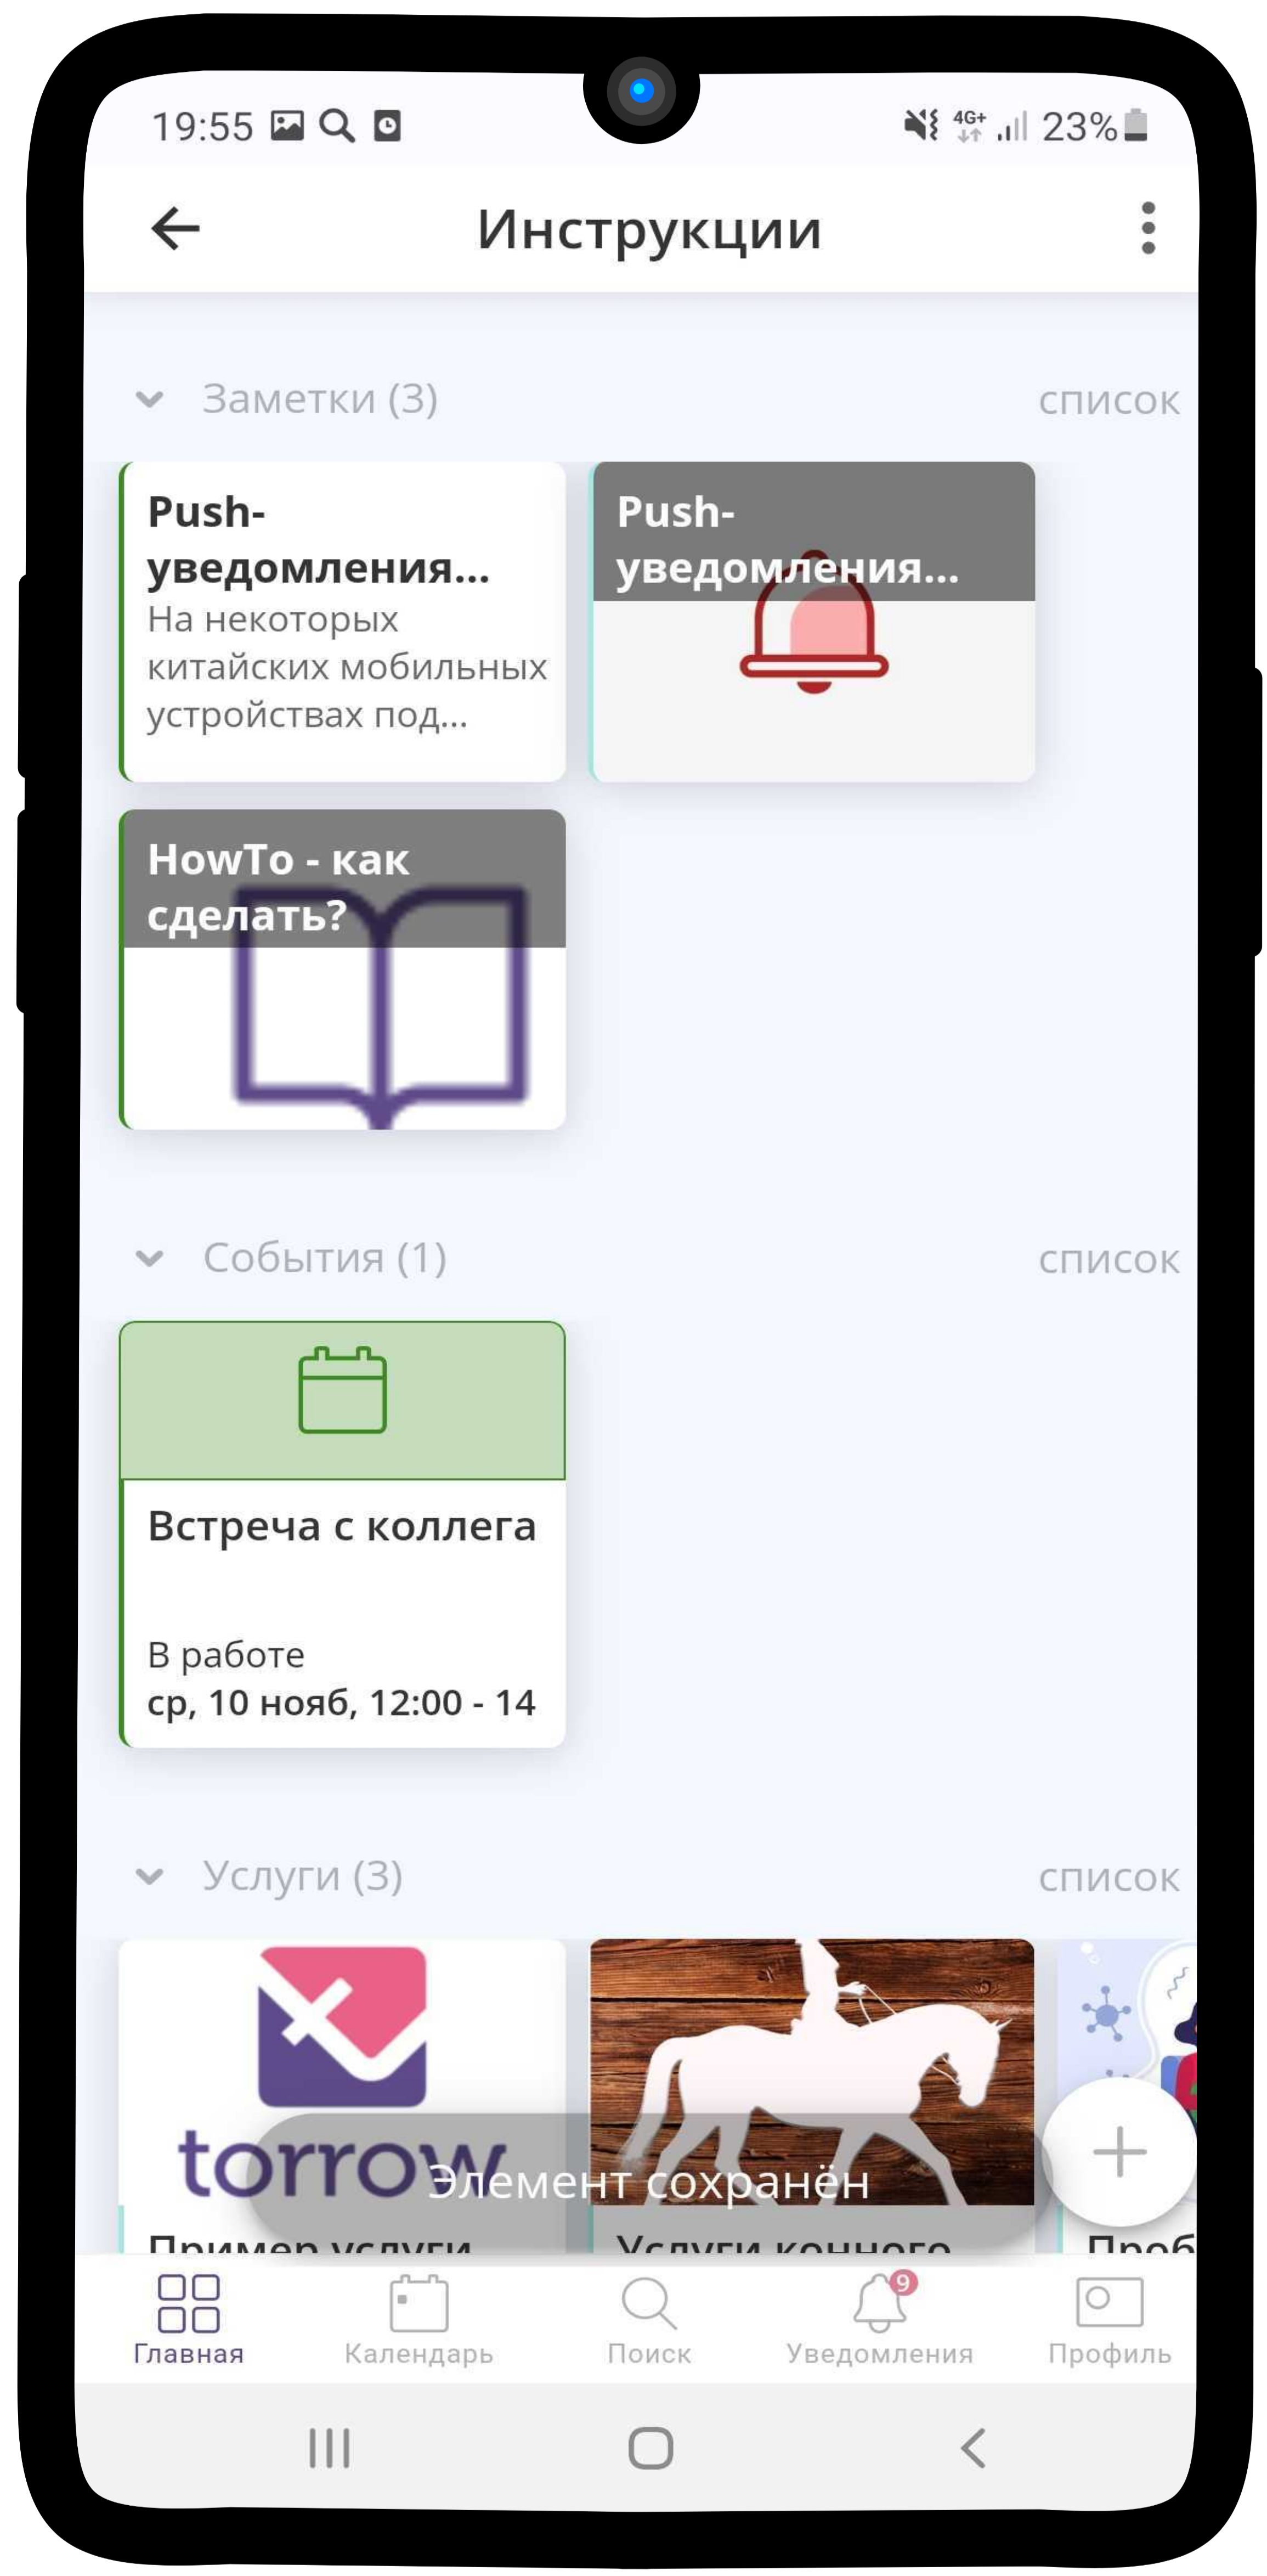 19:55
4G+
23%
Инструкции
Заметки (3)
список
Push-
уведомления...
На некоторых
китайских мобильных
устройствах под...
Push-
уведомления...
HowTo - как
сделать?
События (1)
список
Встреча с коллега
В работе
ср, 10 нояб, 12:00 - 14
Услуги (3)
список
torrow
Элемент сохранён
Пример услуги
Услуги конного
Проб
9
Главная
Календарь
Поиск
Уведомления
Профиль